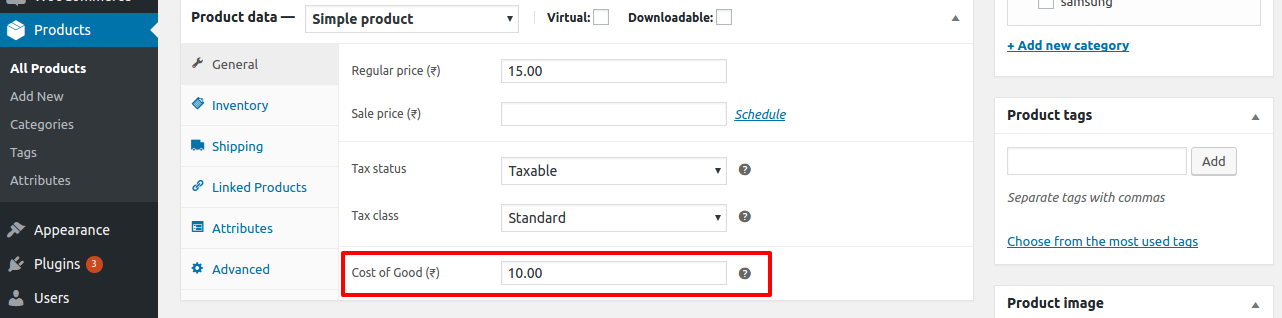 WooCommerce
Products
All Products
Add New
Categories
Tags
Attributes
Appearance
Plugins 3
Users
Product data —
Simple product
Virtual:
Downloadable:
General
Inventory
Shipping
Linked Products
Attributes
Advanced
Regular price (₹)
15.00
Sale price (₹)
Schedule
Tax status
Taxable
?
Tax class
Standard
?
Cost of Good (₹)
10.00
?
samsung
+ Add new category
Product tags
Add
Separate tags with commas
Choose from the most used tags
Product image